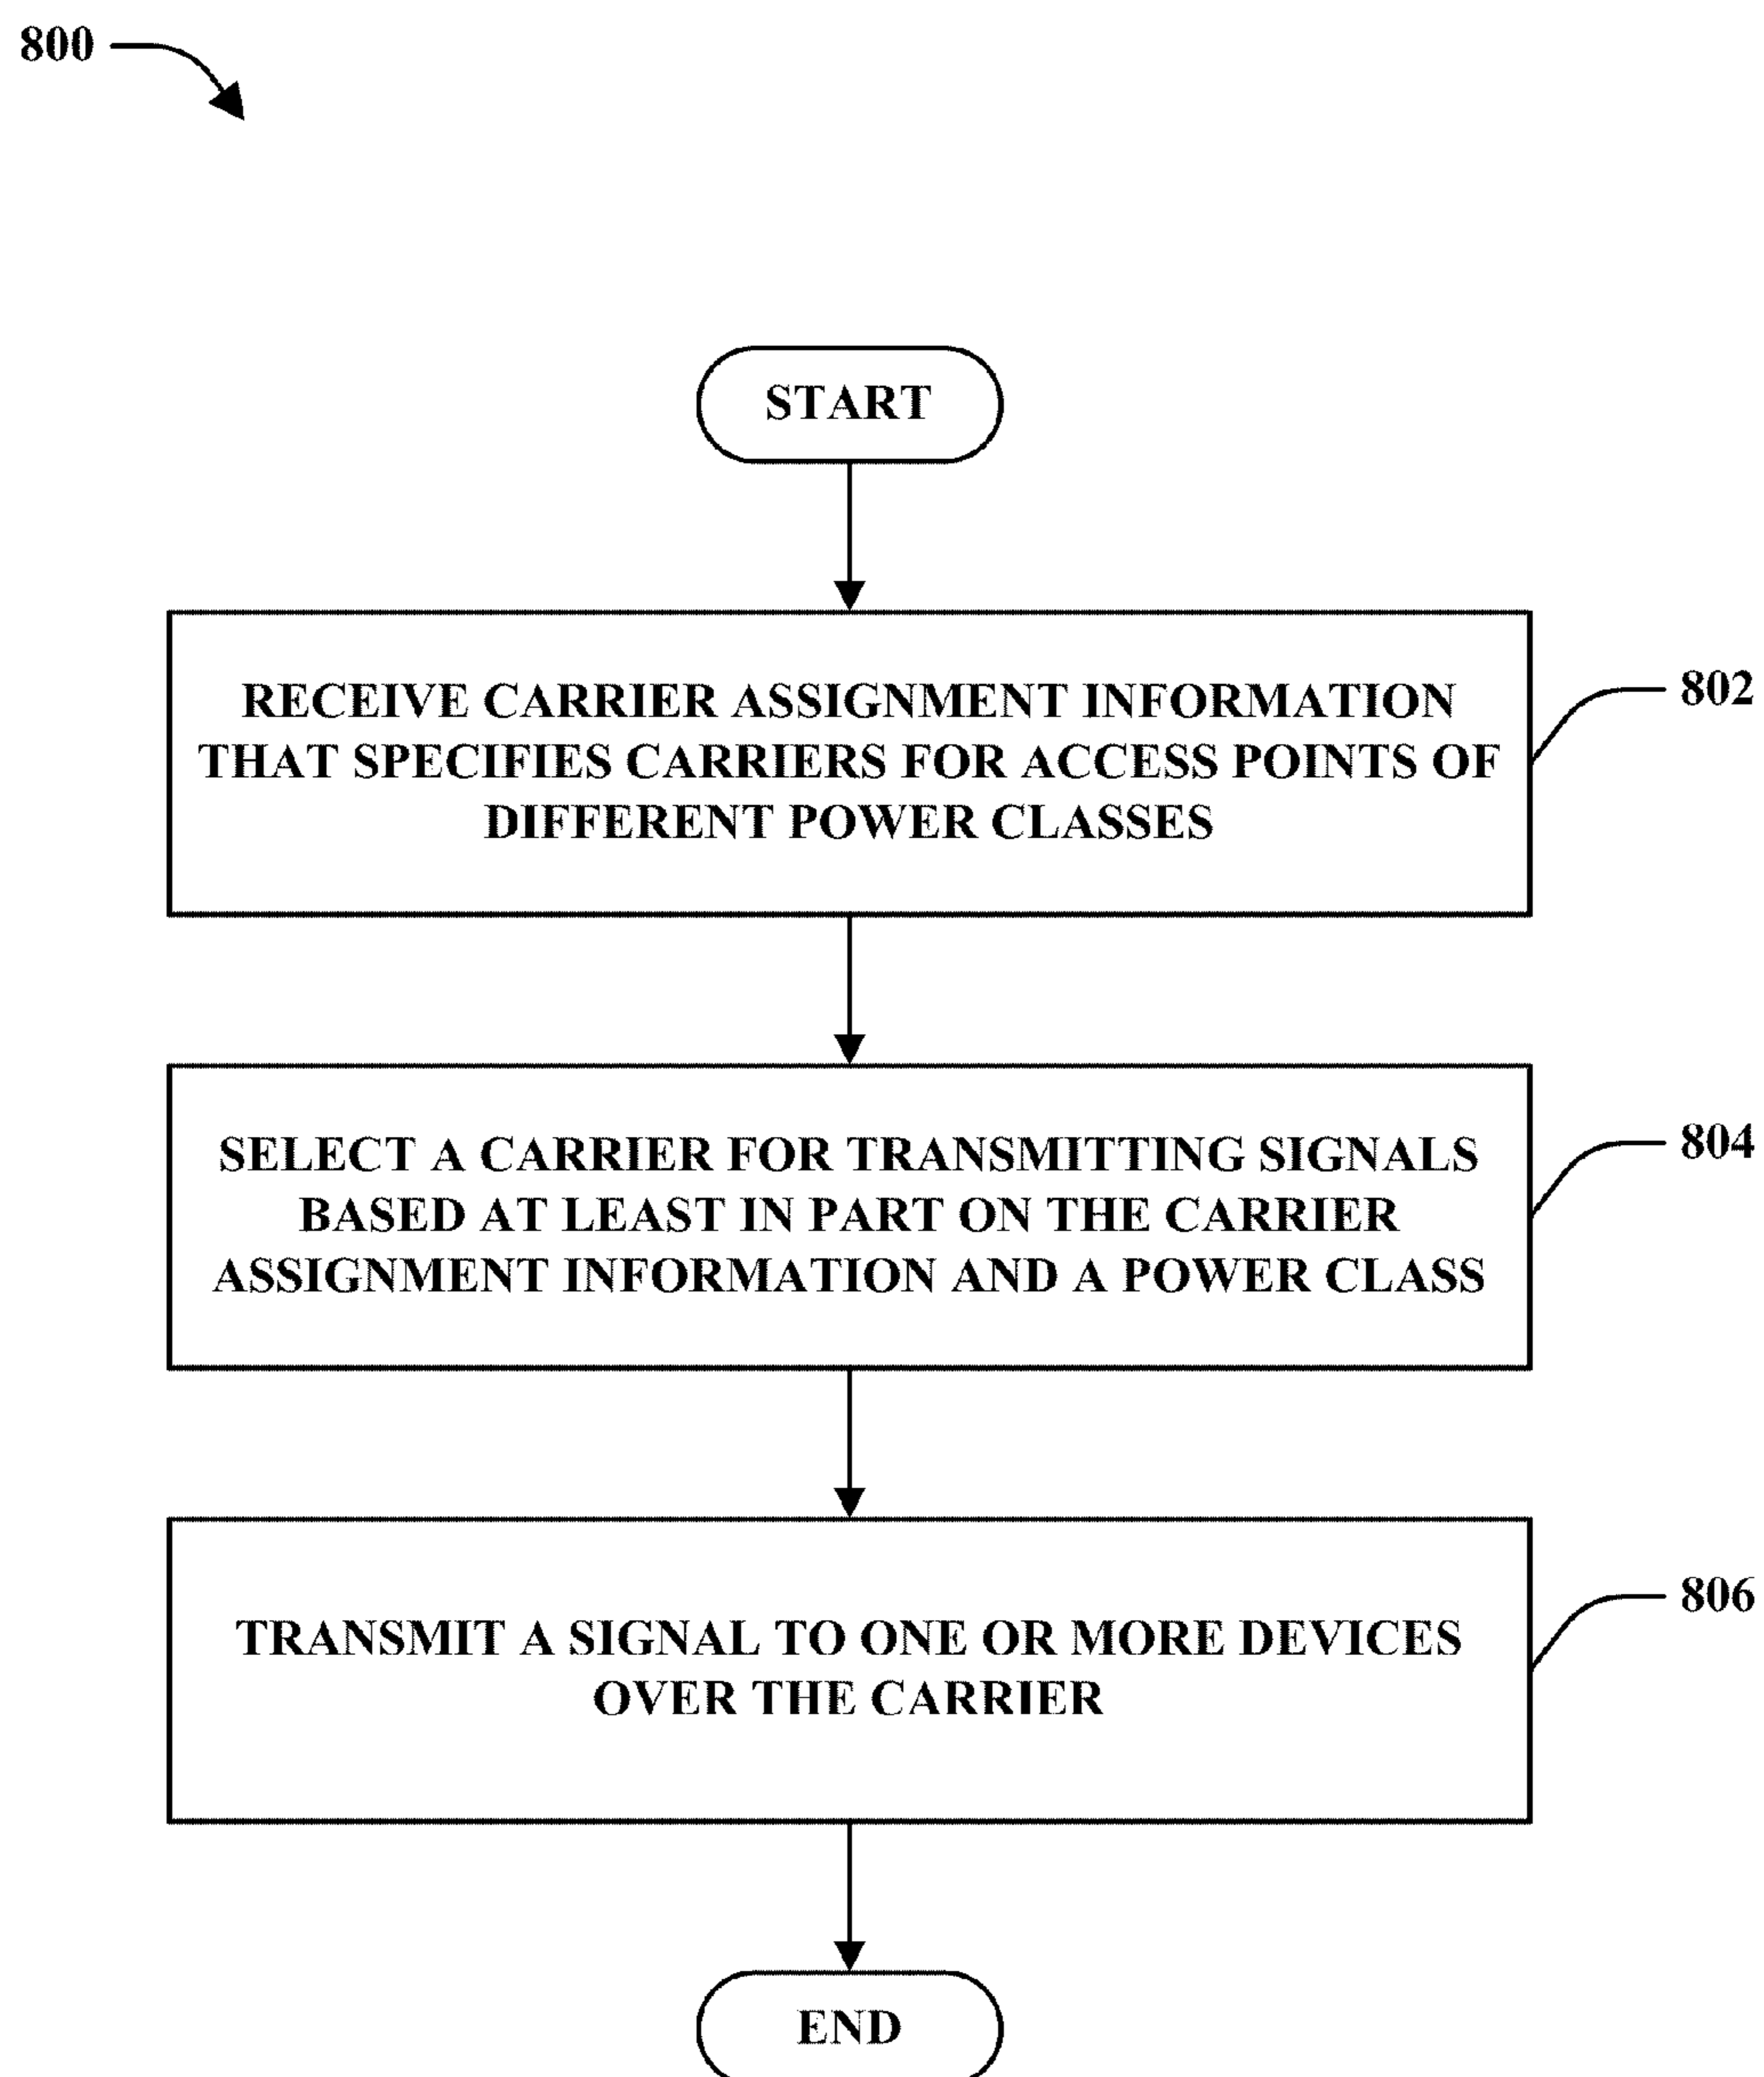 800
START
RECEIVE CARRIER ASSIGNMENT INFORMATION
THAT SPECIFIES CARRIERS FOR ACCESS POINTS OF
DIFFERENT POWER CLASSES
802
SELECT A CARRIER FOR TRANSMITTING SIGNALS
BASED AT LEAST IN PART ON THE CARRIER
ASSIGNMENT INFORMATION AND A POWER CLASS
804
TRANSMIT A SIGNAL TO ONE OR MORE DEVICES
OVER THE CARRIER
806
END